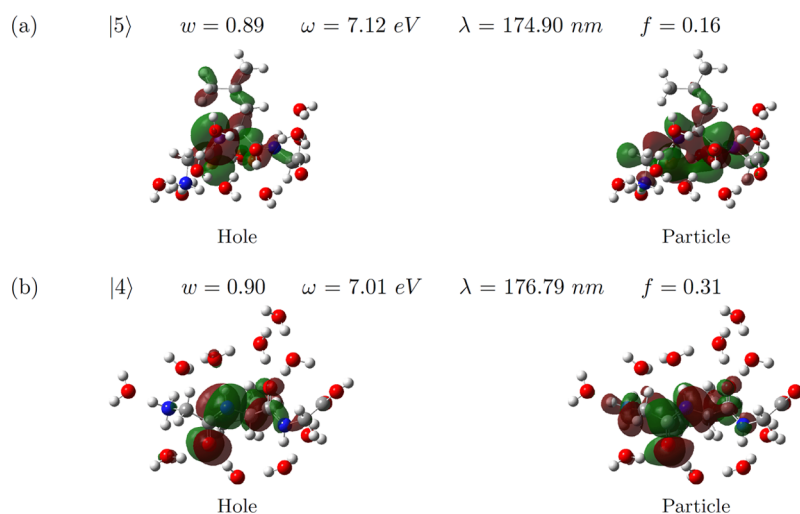 (a) |5⟩ w = 0.89 ω = 7.12 eV λ = 174.90 nm f = 0.16
Hole Particle
(b) |4⟩ w = 0.90 ω = 7.01 eV λ = 176.79 nm f = 0.31
Hole Particle